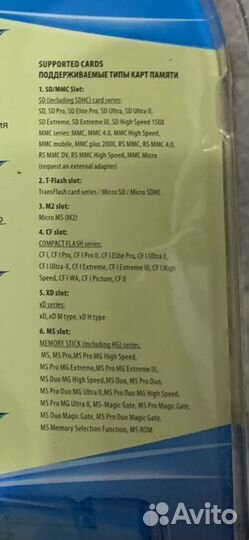 SUPPORTED CARDS
ПОДДЕРЖИВАЕМЫЕ ТИПЫ КАРТ ПАМЯТИ
1. SD/MMC Slot:
SD (including SDHC) card series:
SD, SD Pro, SD Elite Pro, SD Ultra, SD Ultra II,
SD Extreme, SD Extreme III, SD High Speed 150X
MMC series: MMC, MMC 4.0, MMC High Speed,
MMC mobile, MMC plus 200X, RS MMC, RS MMC 4.0,
RS MMC DV, RS MMC High Speed, MMC Micro
(request an external adapter)
2. T-Flash slot:
TransFlash card series / Micro SD / Micro SDHC
3. M2 slot:
Micro MS (M2)
4. CF slot:
COMPACT FLASH series:
CF I, CF I Pro, CF I Pro II, CF I Elite Pro, CF I Ultra II,
CF I Ultra-X, CF I Extreme, CF I Extreme III, CF I High
Speed, CF I WA, CF I Picture, CF II
5. XD slot:
xD series:
xD, xD M type, xD H type
6. MS slot:
MEMORY STICK (including HG) series:
MS, MS Pro,MS Pro MG High Speed,
MS Pro MG Extreme,MS Pro MG Extreme III,
MS Duo MG High Speed,MS Duo, MS Pro Duo,
MS Pro Duo MG Ultra II,MS Pro Duo MG High Speed,
MS Pro MG Ultra II, MS-Magic Gate, MS Pro Magic Gate,
MS Duo Magic Gate, MS Pro Duo Magic Gate,
MS Memory Selection Function, MS ROM
ия
2.
Avito